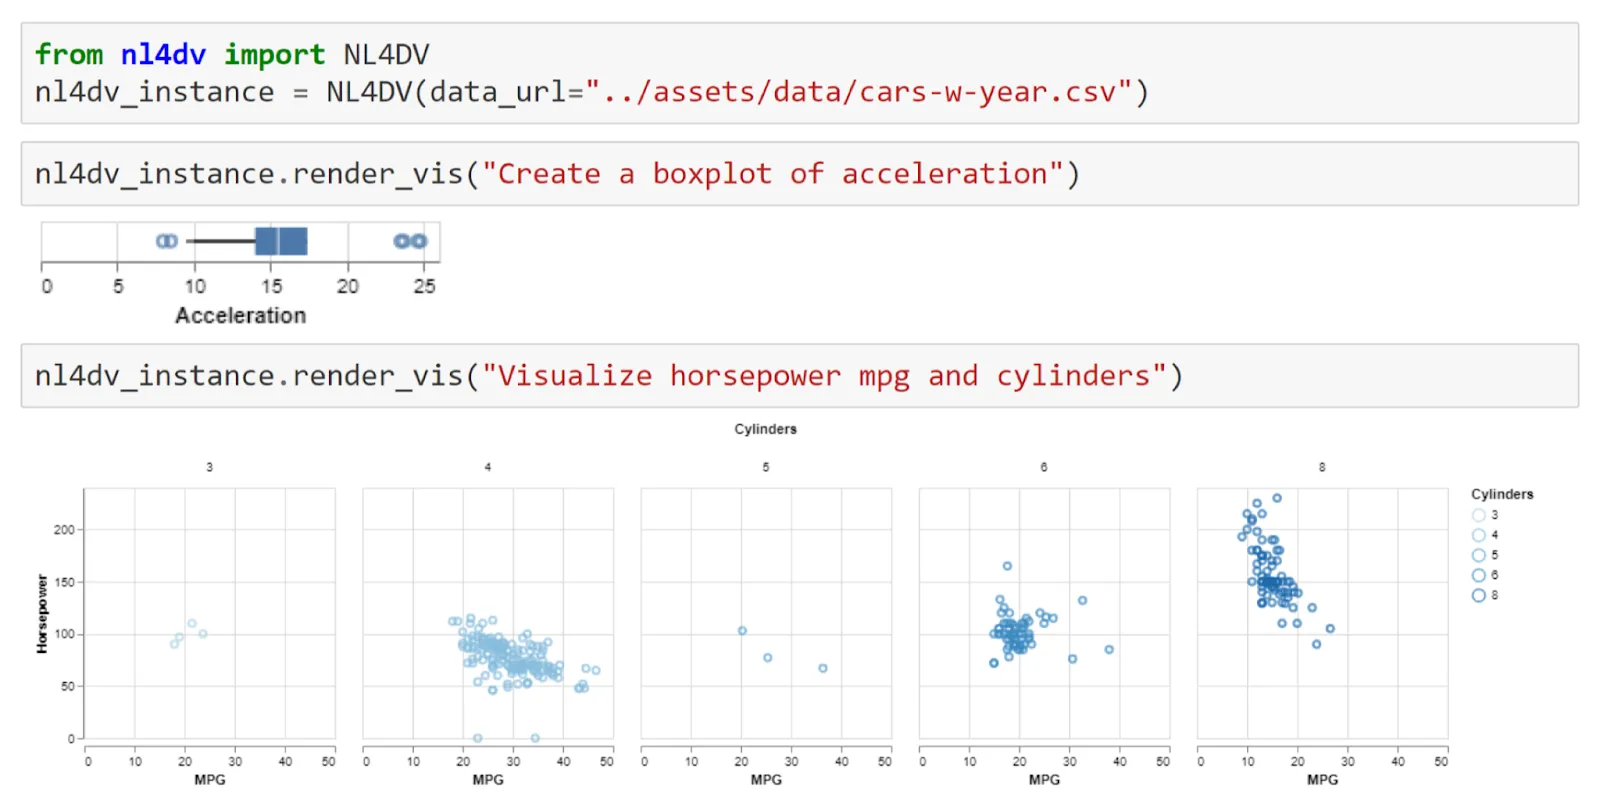 from nl4dv import NL4DV
nl4dv_instance = NL4DV(data_url="../assets/data/cars-w-year.csv")
nl4dv_instance.render_vis("Create a boxplot of acceleration")
0 5 10 15 20 25
Acceleration
nl4dv_instance.render_vis("Visualize horsepower mpg and cylinders")
Cylinders
3 4 5 6 8
Horsepower
200
150
100
50
0
0 10 20 30 40 50
MPG
0 10 20 30 40 50
MPG
0 10 20 30 40 50
MPG
0 10 20 30 40 50
MPG
0 10 20 30 40 50
MPG
Cylinders
3
4
5
6
8